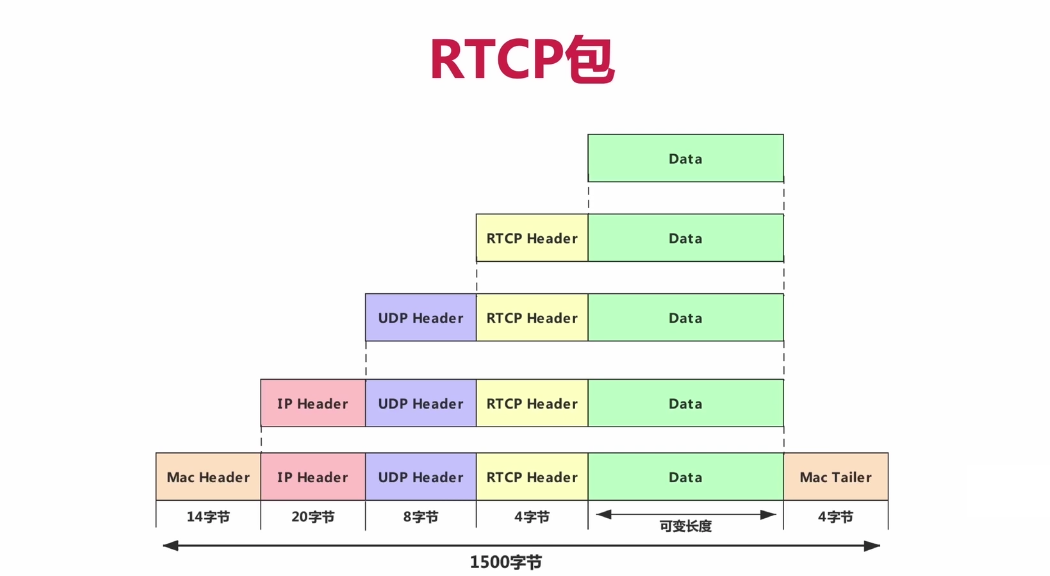 RTCP包
Data
RTCP Header Data
UDP Header RTCP Header Data
IP Header UDP Header RTCP Header Data
Mac Header IP Header UDP Header RTCP Header Data Mac Tailer
14字节 20字节 8字节 4字节 可变长度 4字节
1500字节